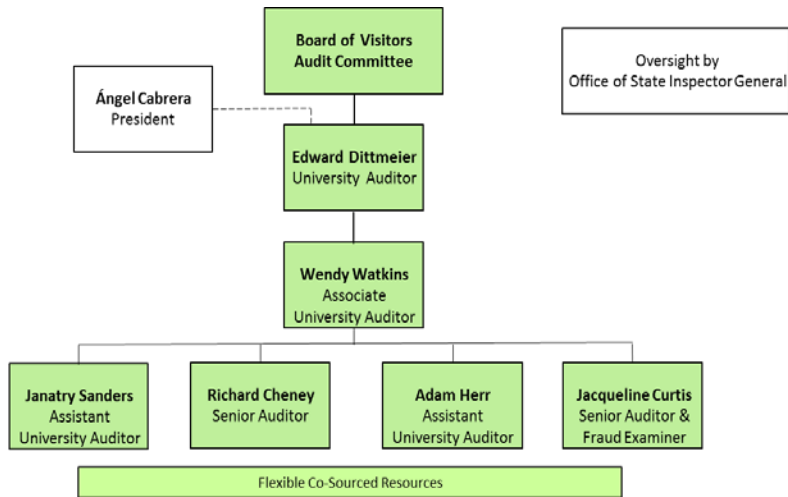 Board of Visitors
Audit Committee
Oversight by
Office of State Inspector General
Ángel Cabrera
President
Edward Dittmeier
University Auditor
Wendy Watkins
Associate
University Auditor
Janatry Sanders
Assistant
University Auditor
Richard Cheney
Senior Auditor
Adam Herr
Assistant
University Auditor
Jacqueline Curtis
Senior Auditor &
Fraud Examiner
Flexible Co-Sourced Resources